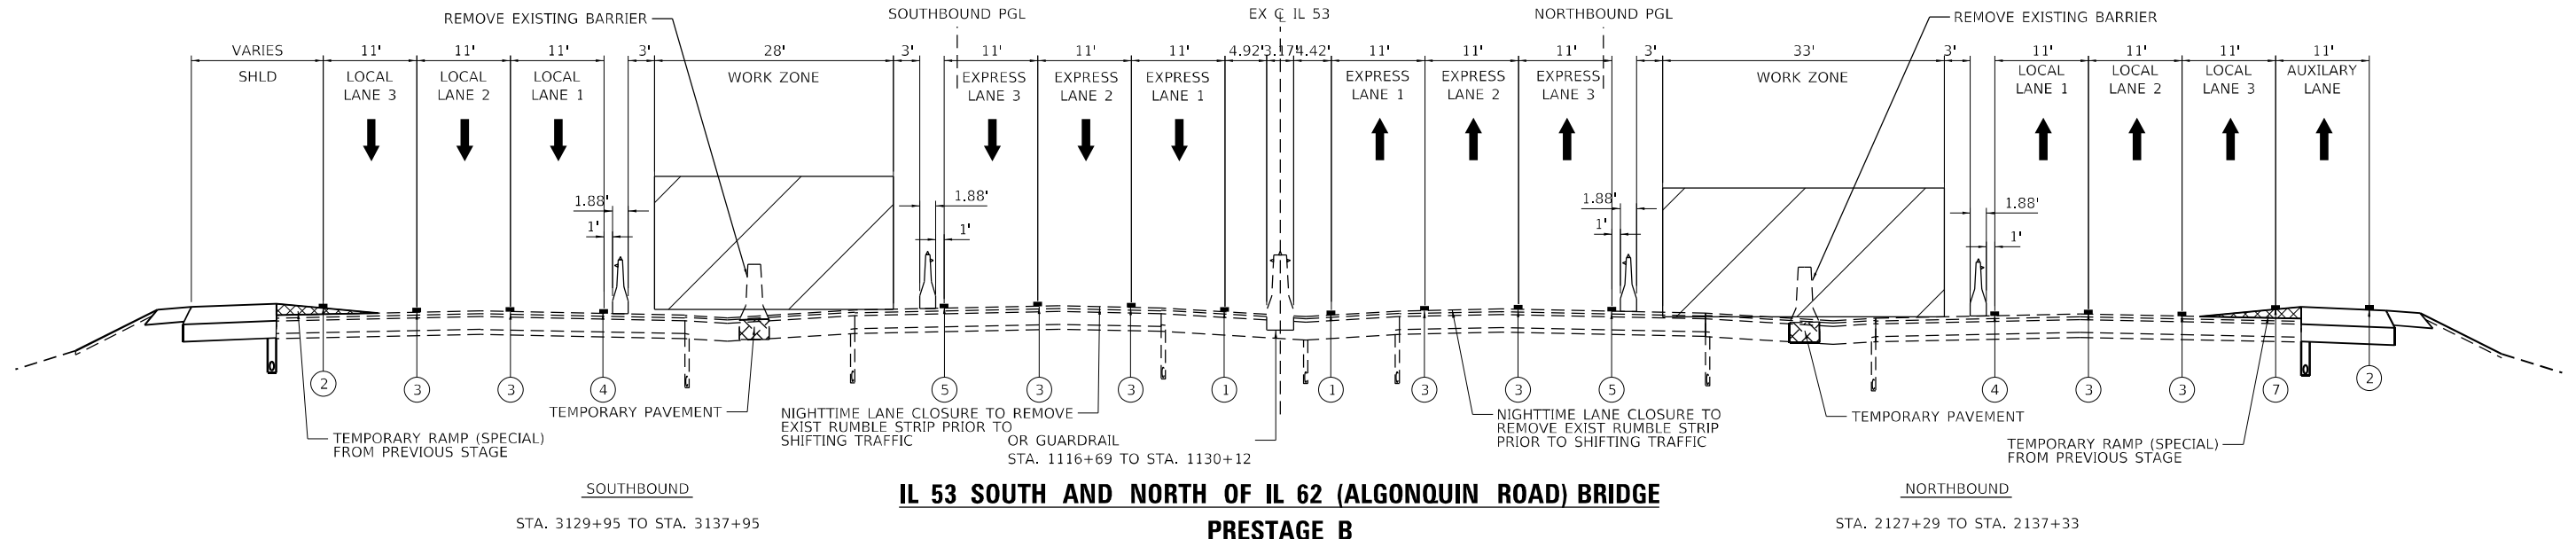 REMOVE EXISTING BARRIER
SOUTHBOUND PGL
EX ℄ IL 53
NORTHBOUND PGL
REMOVE EXISTING BARRIER
VARIES 11' 11' 11' 3' 28' 3' 11' 11' 11' 4.92' 3.17' 4.42' 11' 11' 11' 3' 33' 3' 11' 11' 11' 11'
SHLD
LOCAL
LANE 3
LOCAL
LANE 2
LOCAL
LANE 1
WORK ZONE
EXPRESS
LANE 3
EXPRESS
LANE 2
EXPRESS
LANE 1
EXPRESS
LANE 1
EXPRESS
LANE 2
EXPRESS
LANE 3
WORK ZONE
LOCAL
LANE 1
LOCAL
LANE 2
LOCAL
LANE 3
AUXILARY
LANE
1.88'
1'
1.88'
1'
1.88'
1'
1.88'
1'
2 3 3 4 5 3 3 1 1 3 3 5 4 3 3 7 2
TEMPORARY PAVEMENT
TEMPORARY RAMP (SPECIAL)
FROM PREVIOUS STAGE
NIGHTTIME LANE CLOSURE TO REMOVE
EXIST RUMBLE STRIP PRIOR TO
SHIFTING TRAFFIC
OR GUARDRAIL
STA. 1116+69 TO STA. 1130+12
NIGHTTIME LANE CLOSURE TO
REMOVE EXIST RUMBLE STRIP
PRIOR TO SHIFTING TRAFFIC
TEMPORARY PAVEMENT
TEMPORARY RAMP (SPECIAL)
FROM PREVIOUS STAGE
SOUTHBOUND
STA. 3129+95 TO STA. 3137+95
IL 53 SOUTH AND NORTH OF IL 62 (ALGONQUIN ROAD) BRIDGE
PRESTAGE B
NORTHBOUND
STA. 2127+29 TO STA. 2137+33